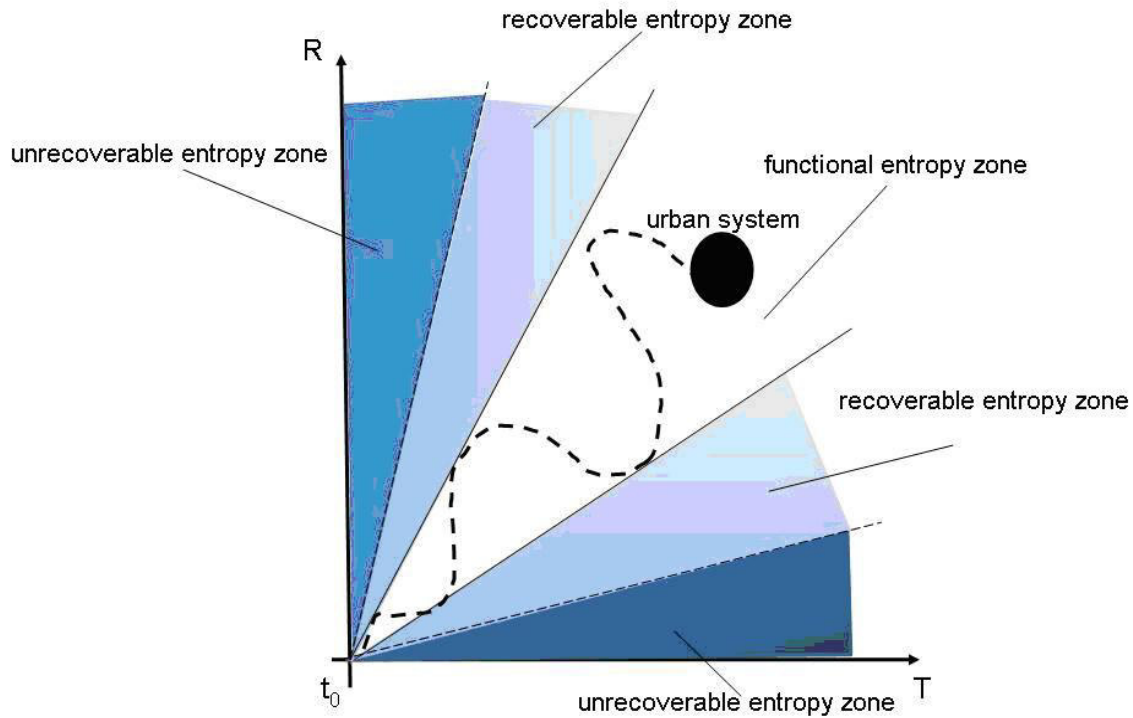 recoverable entropy zone
R
unrecoverable entropy zone
functional entropy zone
urban system
recoverable entropy zone
t0
unrecoverable entropy zone
T